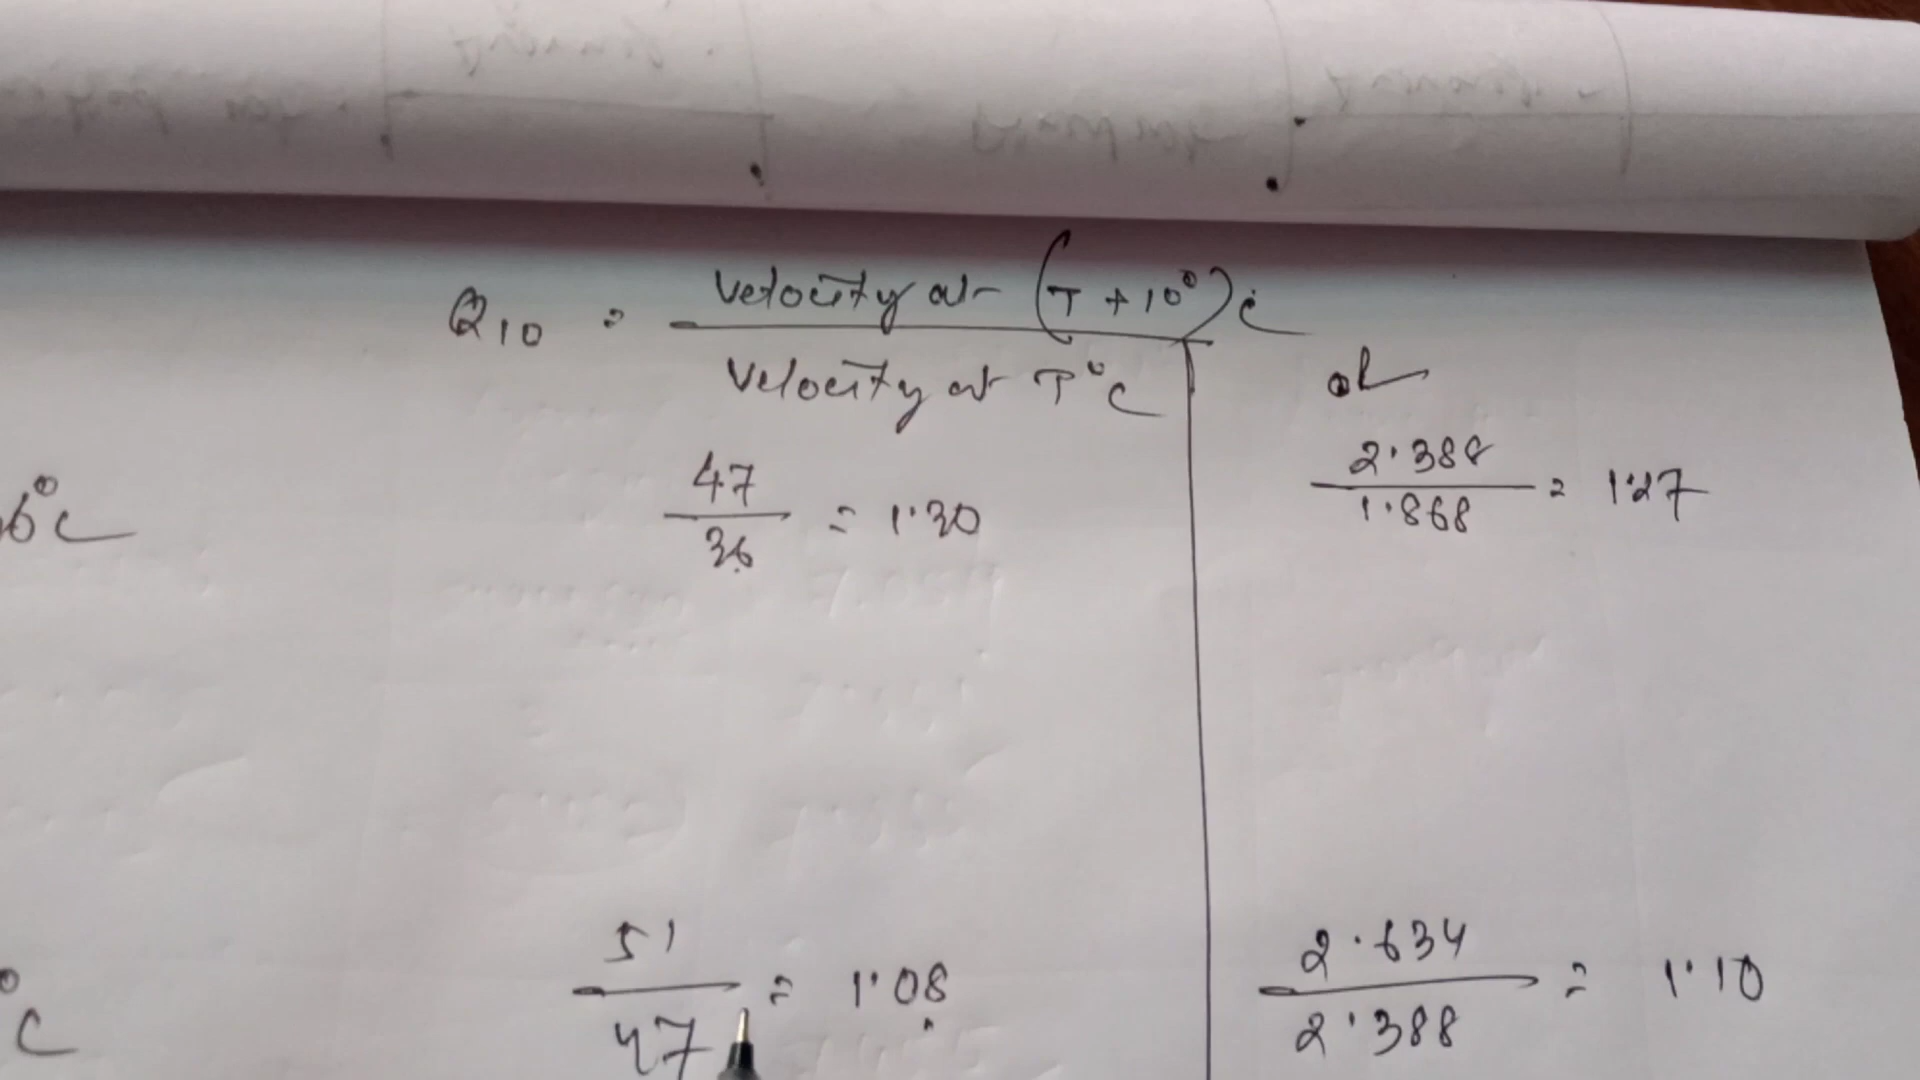 Q10 = Velocity at (T + 10°)c
Velocity at T°C
or
6°C
47
36 = 1.30
2.388
1.868 = 1.27
°C
51
47 = 1.08
2.634
2.388 = 1.10